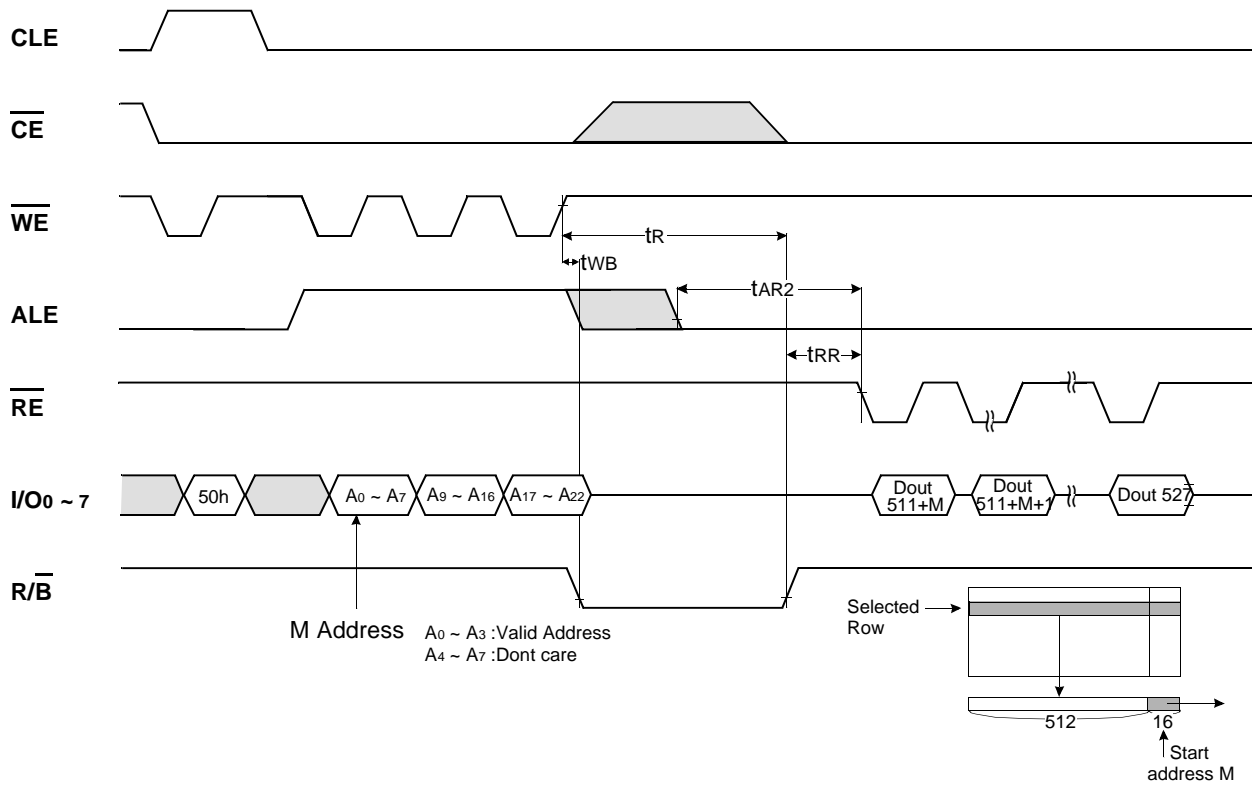 CLE
CE
WE
tR
tWB
ALE
tAR2
tRR
RE
I/O0 ~ 7
50h
A0 ~ A7
A9 ~ A16
A17 ~ A22
Dout
511+M
Dout
511+M+1
Dout 527
R/B
M Address
A0 ~ A3 :Valid Address
A4 ~ A7 :Dont care
Selected
Row
512
16
Start
address M